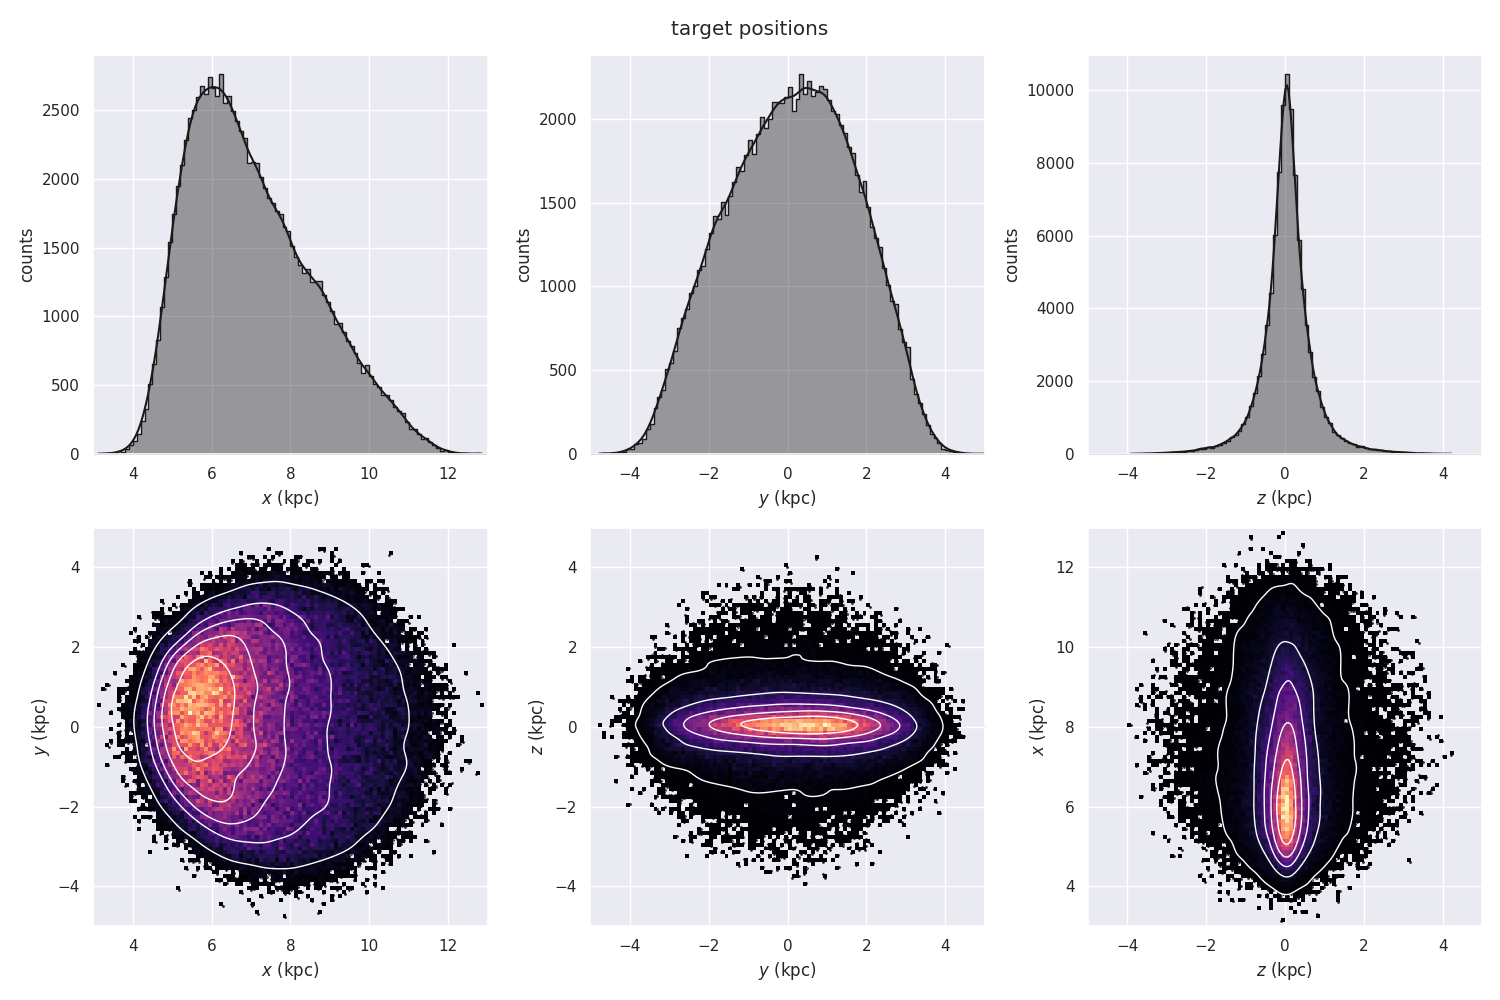 target positions
counts
2500
2000
1500
1000
500
0
4 6 8 10 12
x (kpc)
counts
2000
1500
1000
500
0
−4 −2 0 2 4
y (kpc)
counts
10000
8000
6000
4000
2000
0
−4 −2 0 2 4
z (kpc)
y (kpc)
4
2
0
−2
−4
4 6 8 10 12
x (kpc)
z (kpc)
4
2
0
−2
−4
−4 −2 0 2 4
y (kpc)
x (kpc)
12
10
8
6
4
−4 −2 0 2 4
z (kpc)